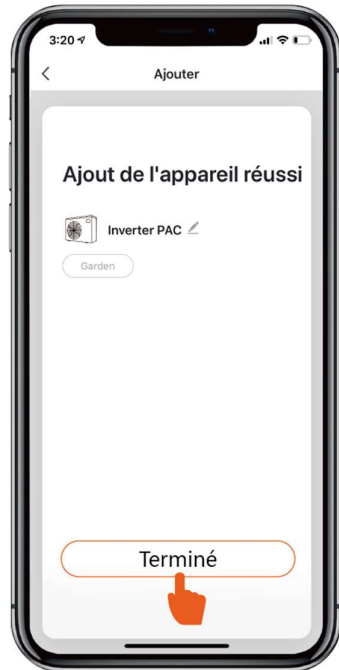 3:20
Ajouter
Ajout de l'appareil réussi
Inverter PAC
Garden
Terminé